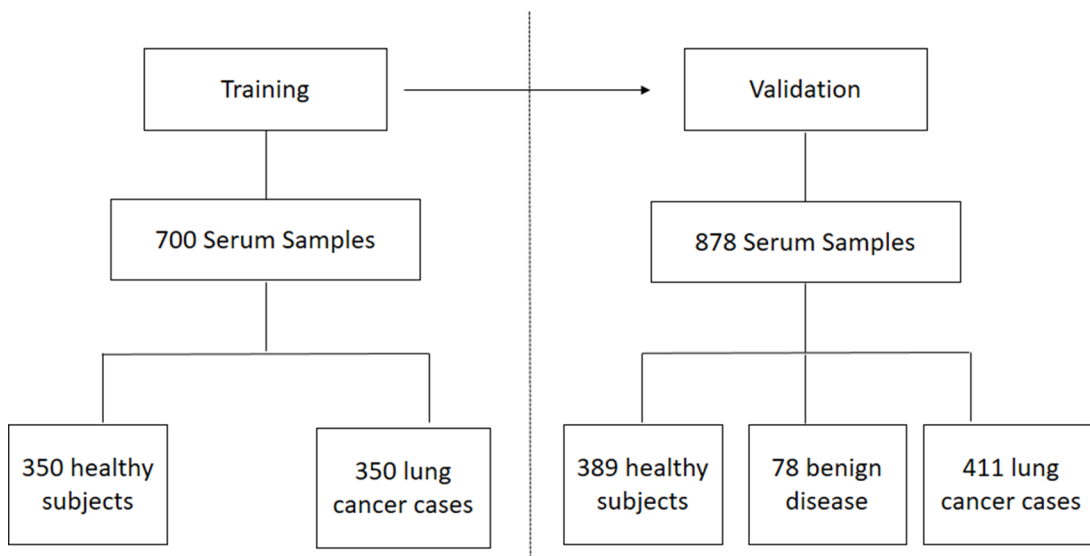 Training
Validation
700 Serum Samples
878 Serum Samples
350 healthy
subjects
350 lung
cancer cases
389 healthy
subjects
78 benign
disease
411 lung
cancer cases